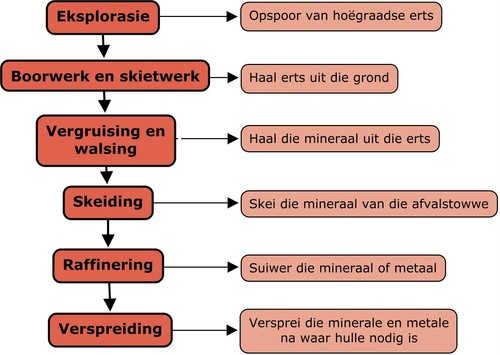 Eksplorasie
Opspoor van hoëgraadse erts
Boorwerk en skietwerk
Haal erts uit die grond
Vergruising en
walsing
Haal die mineraal uit die erts
Skeiding
Skei die mineraal van die afvalstowwe
Raffinering
Suiwer die mineraal of metaal
Verspreiding
Versprei die minerale en metale
na waar hulle nodig is